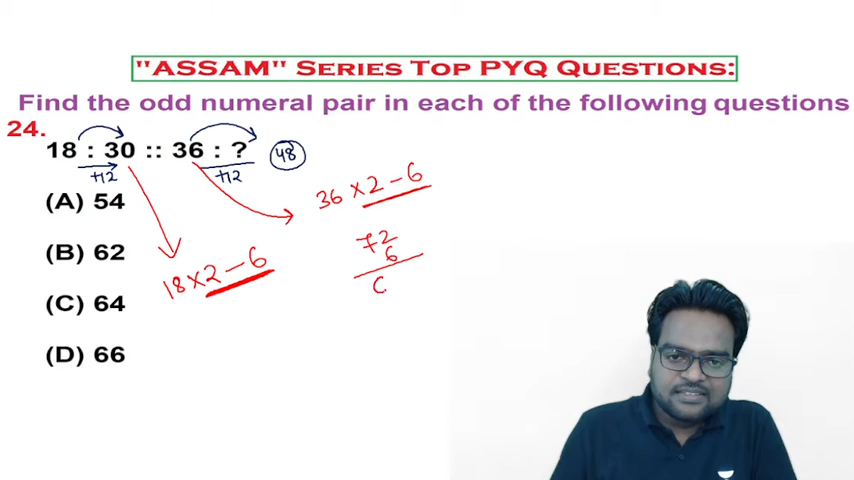 "ASSAM" Series Top PYQ Questions:
Find the odd numeral pair in each of the following questions
24.
18 : 30 :: 36 : ? 48
+12 +12
(A) 54
36 × 2 - 6
(B) 62
72
6
18 × 2 - 6
(C) 64
(D) 66